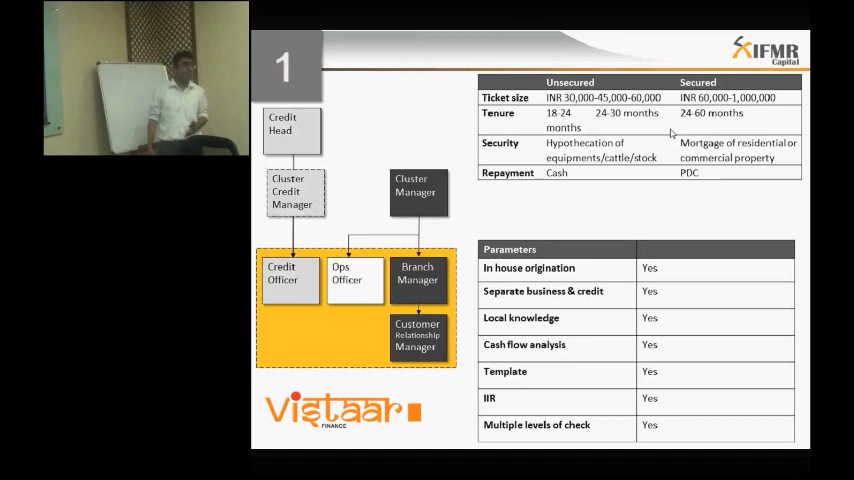 1
IFMR
Capital
Unsecured Secured
Ticket size INR 30,000-45,000-60,000 INR 60,000-1,000,000
Tenure 18-24 24-30 months 24-60 months
months
Security Hypothecation of Mortgage of residential or
equipments/cattle/stock commercial property
Repayment Cash PDC
Credit
Head
Cluster
Credit
Manager
Cluster
Manager
Credit
Officer
Ops
Officer
Branch
Manager
Customer
Relationship
Manager
Vistaar
FINANCE
Parameters
In house origination Yes
Separate business & credit Yes
Local knowledge Yes
Cash flow analysis Yes
Template Yes
IIR Yes
Multiple levels of check Yes